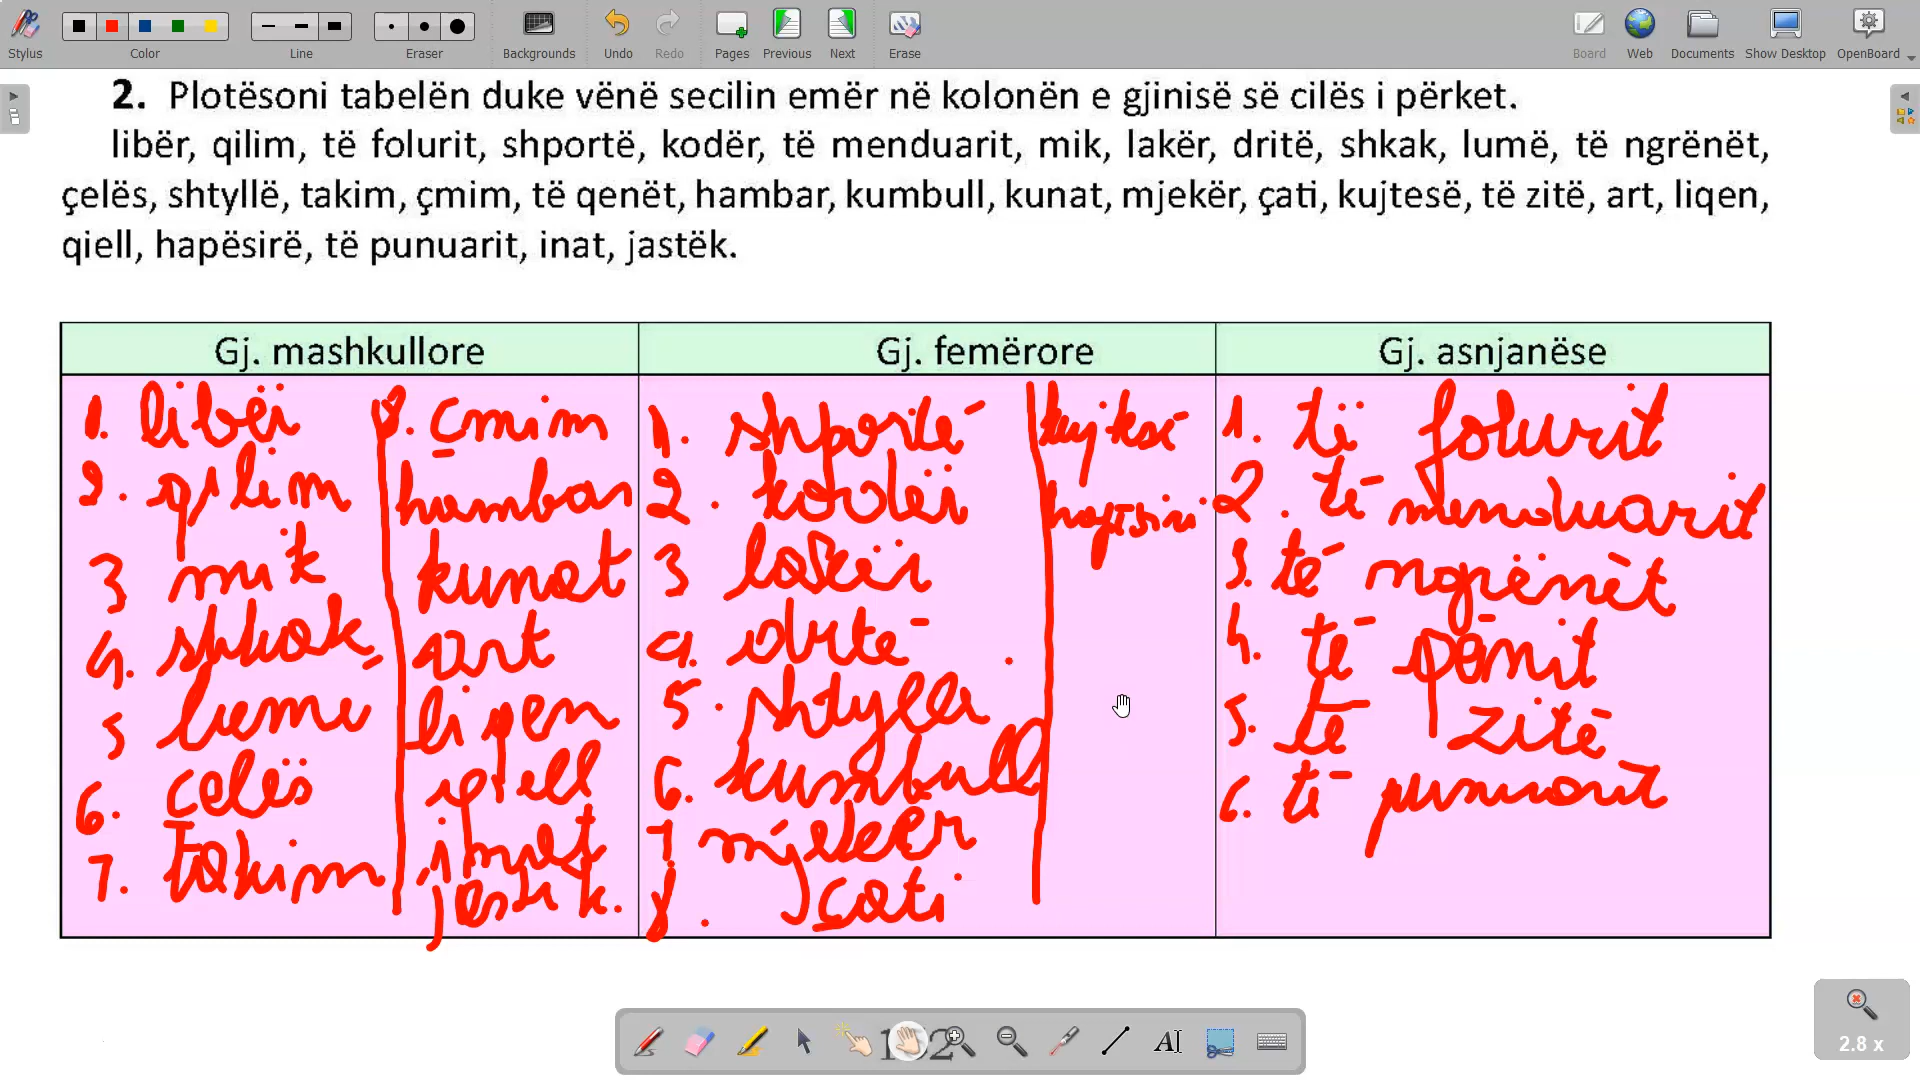 Stylus Color Line Eraser Backgrounds Undo Redo Pages Previous Next Erase Board Web Documents Show Desktop OpenBoard
2. Plotësoni tabelën duke vënë secilin emër në kolonën e gjinisë së cilës i përket.
libër, qilim, të folurit, shportë, kodër, të menduarit, mik, lakër, dritë, shkak, lumë, të ngrënët,
çelës, shtyllë, takim, çmim, të qenët, hambar, kumbull, kunat, mjekër, çati, kujtesë, të zitë, art, liqen,
qiell, hapësirë, të punuarit, inat, jastëk.
Gj. mashkullore
1. libër
2. qilim
3 mik
4. shkak,
5 lumë
6. çelës
7. takim
8. çmim
hambar
kunat
art
liqen
qiell
inat
jastëk.
Gj. femërore
1. shportë
2. kodër
3 lakër
4. dritë
5. shtyllë
6. kumbull
7 mjekër
8. çati
Gj. asnjanëse
1. të folurit
2. të menduarit
3. të ngrënët
4. të
5. të zitë
6. të punuarit
2.8 x